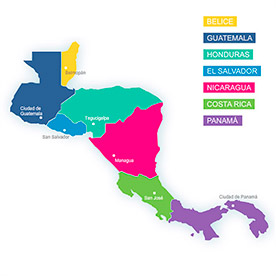 BELICE
GUATEMALA
HONDURAS
EL SALVADOR
NICARAGUA
COSTA RICA
PANAMÁ
Belmopán
Ciudad de
Guatemala
Tegucigalpa
San Salvador
Managua
San José
Ciudad de Panamá